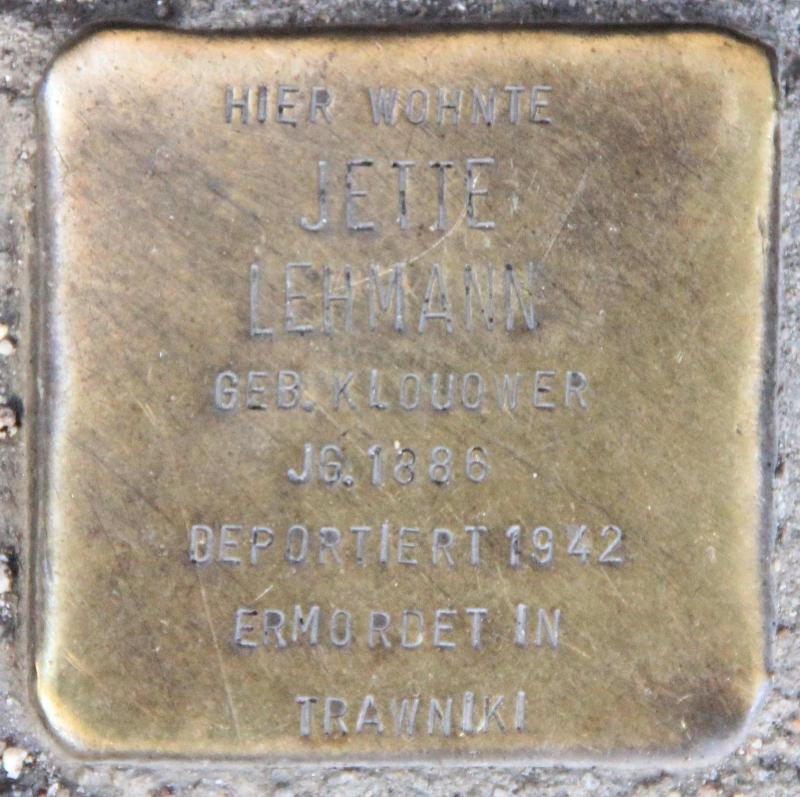 HIER WOHNTE
JETTE
LEHMANN
GEB. KLOUOWER
JG. 1886
DEPORTIERT 1942
ERMORDET IN
TRAWNIKI